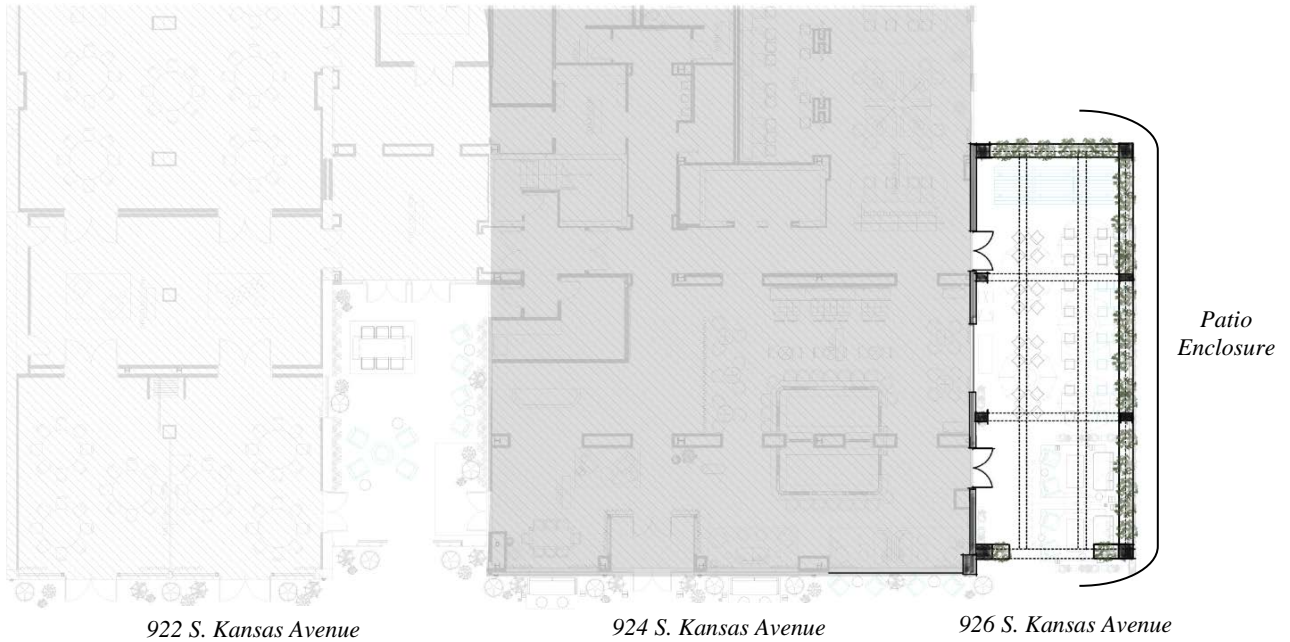 Patio
Enclosure
922 S. Kansas Avenue
924 S. Kansas Avenue
926 S. Kansas Avenue